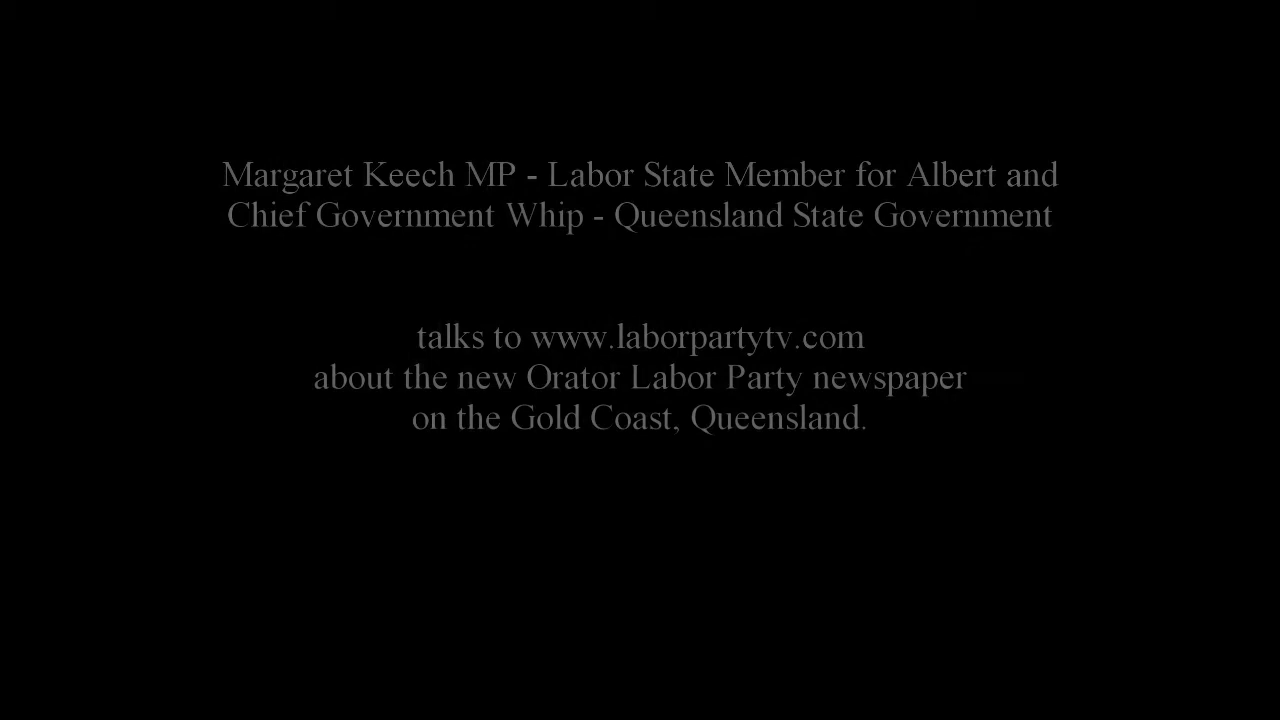 Margaret Keech MP - Labor State Member for Albert and
Chief Government Whip - Queensland State Government
talks to www.laborpartytv.com
about the new Orator Labor Party newspaper
on the Gold Coast, Queensland.